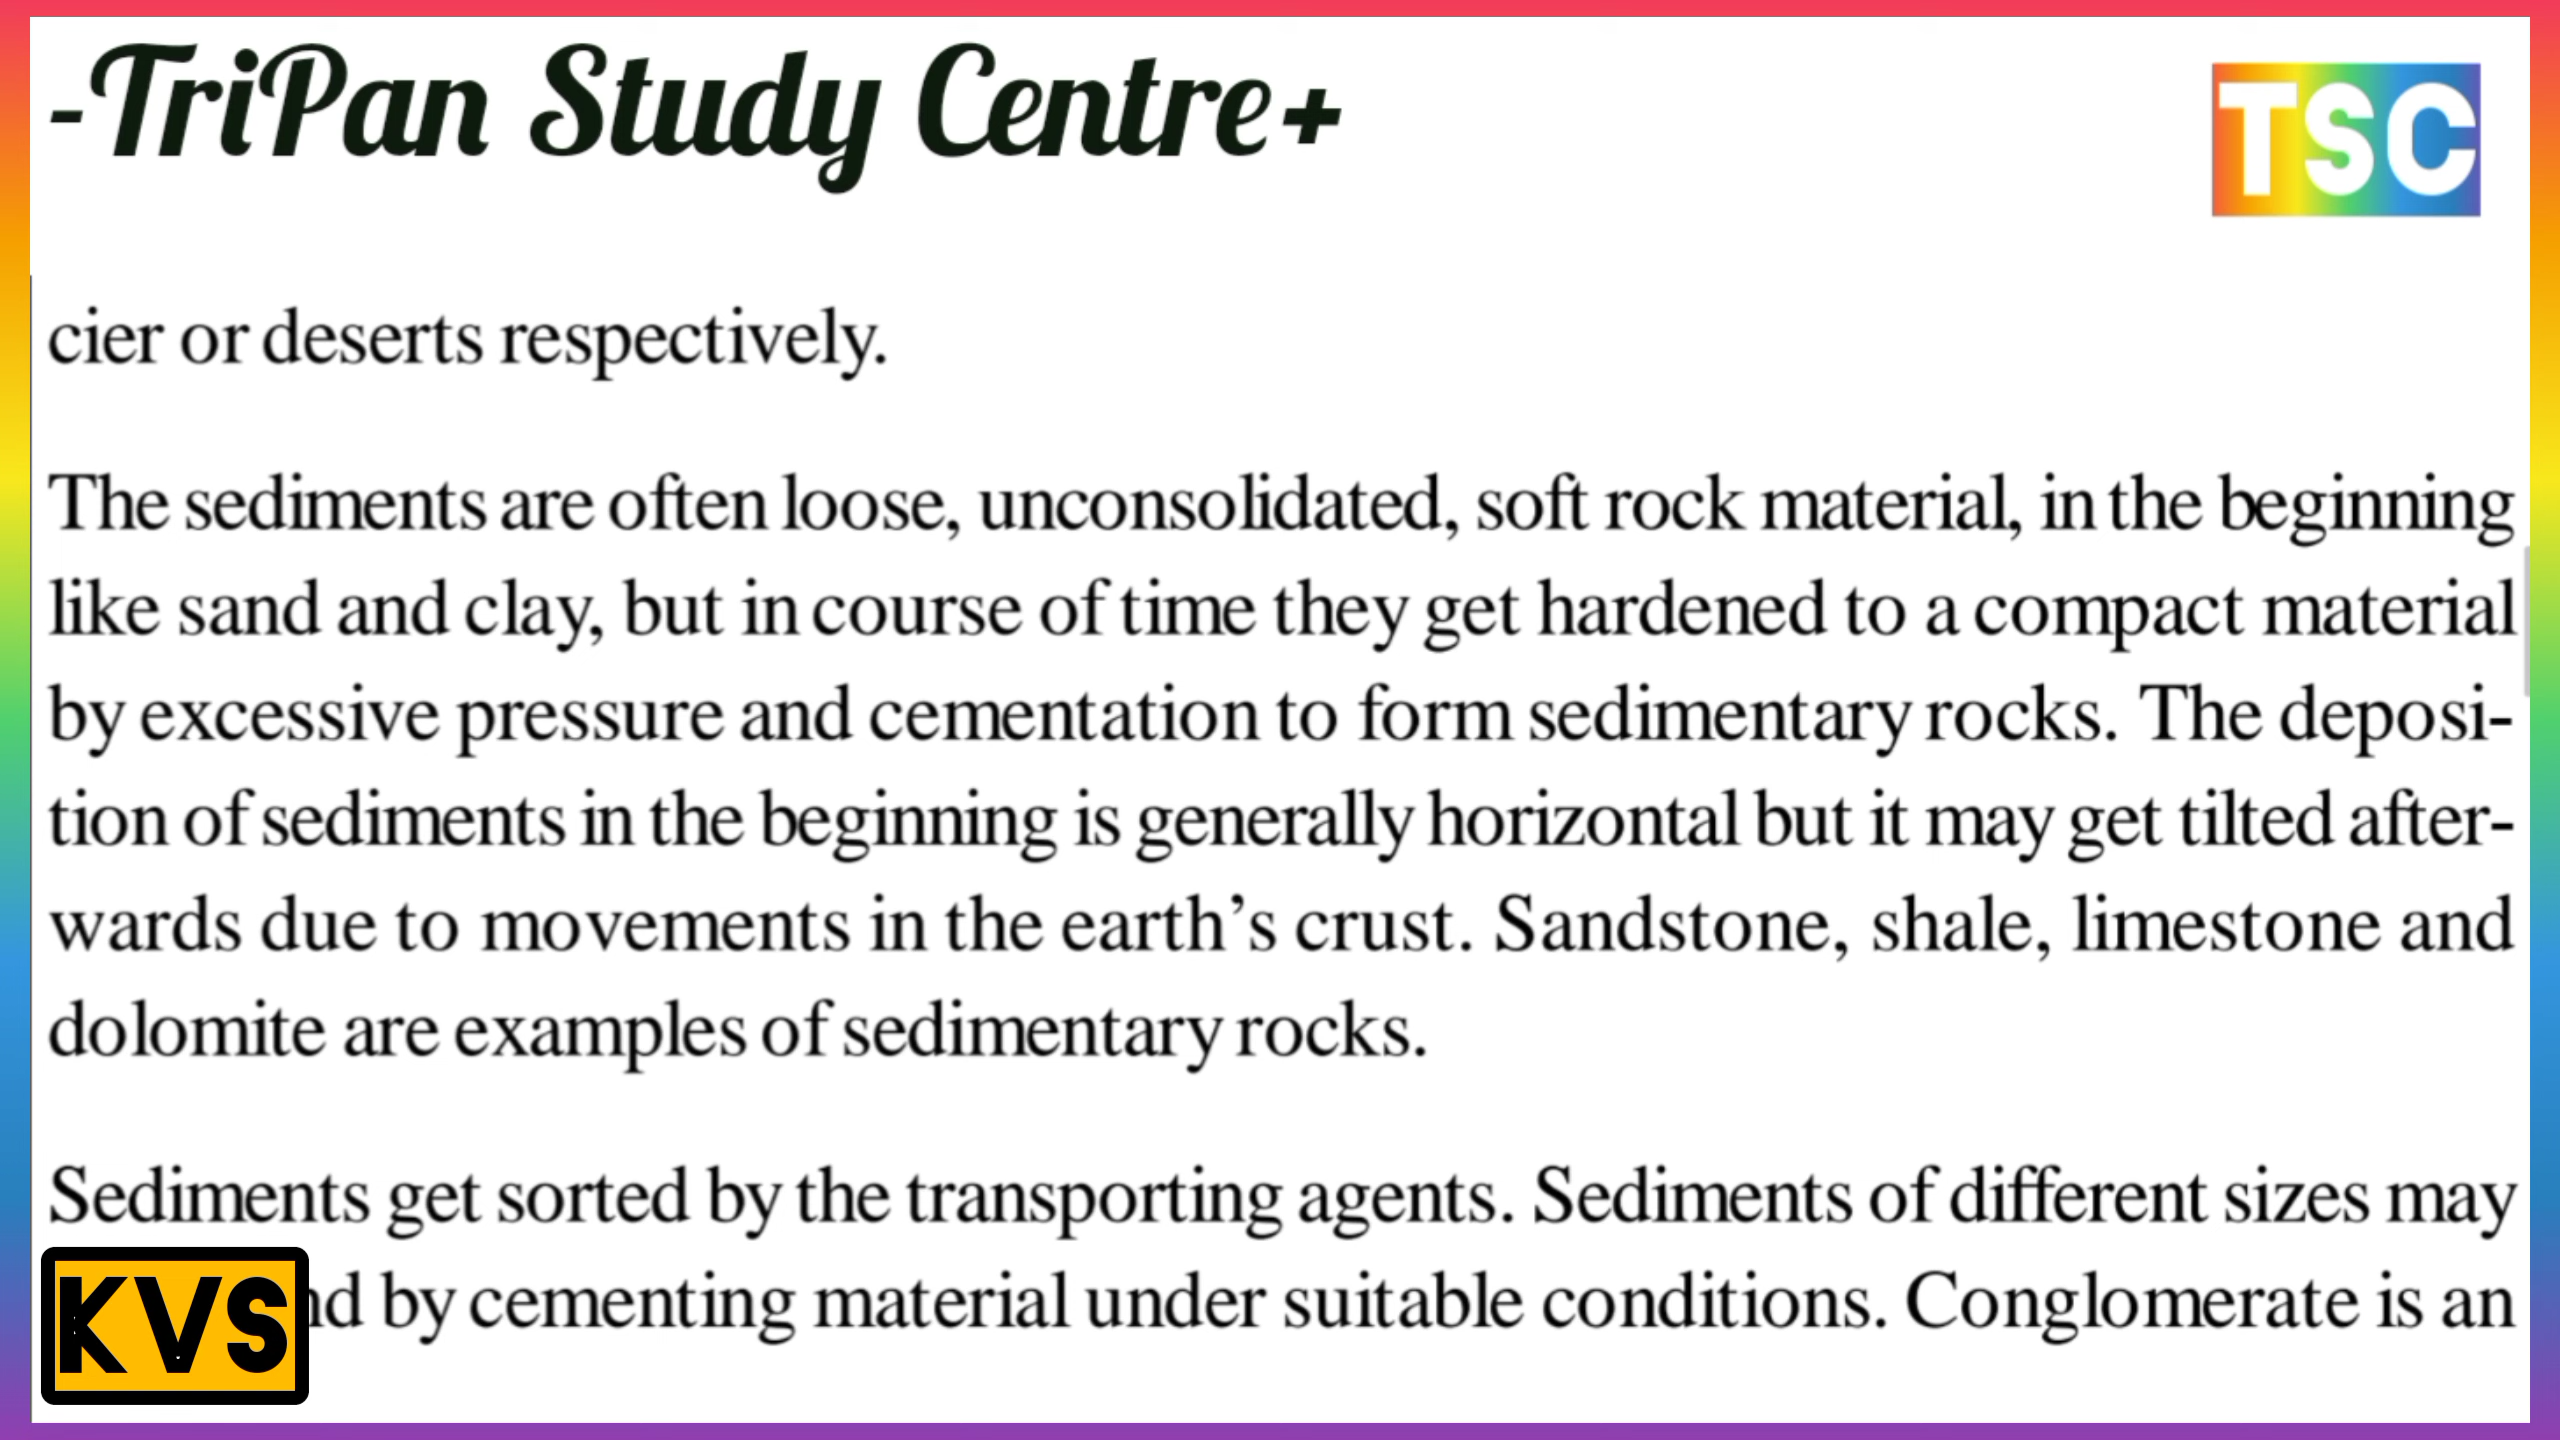 -TriPan Study Centre+
TSC
cier or deserts respectively.
The sediments are often loose, unconsolidated, soft rock material, in the beginning
like sand and clay, but in course of time they get hardened to a compact material
by excessive pressure and cementation to form sedimentary rocks. The deposi-
tion of sediments in the beginning is generally horizontal but it may get tilted after-
wards due to movements in the earth’s crust. Sandstone, shale, limestone and
dolomite are examples of sedimentary rocks.
Sediments get sorted by the transporting agents. Sediments of different sizes may
by cementing material under suitable conditions. Conglomerate is an
KVS